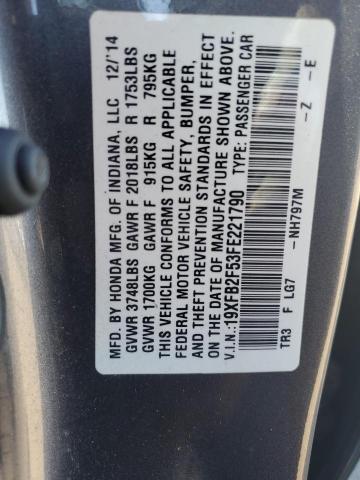 MFD. BY HONDA MFG. OF INDIANA, LLC 12/'14
GVWR 3748LBS GAWR F 2018LBS R 1753LBS
GVWR 1700KG GAWR F 915KG R 795KG
THIS VEHICLE CONFORMS TO ALL APPLICABLE
FEDERAL MOTOR VEHICLE SAFETY, BUMPER,
AND THEFT PREVENTION STANDARDS IN EFFECT
ON THE DATE OF MANUFACTURE SHOWN ABOVE.
V.I.N.:19XFB2F53FE221790 TYPE: PASSENGER CAR
TR3 F LG7 -NH797M -Z -E